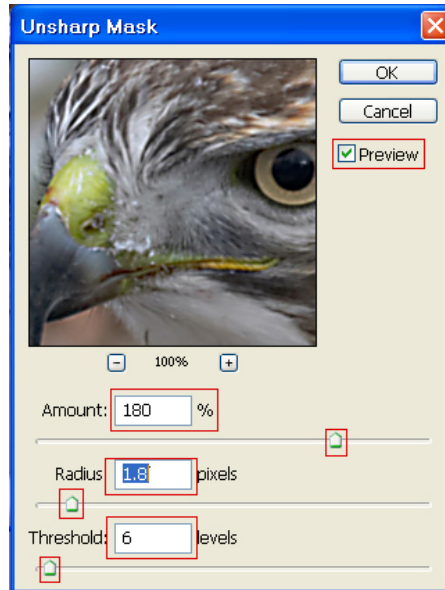 Unsharp Mask
OK
Cancel
Preview
100%
Amount: 180 %
Radius 1.8 pixels
Threshold: 6 levels